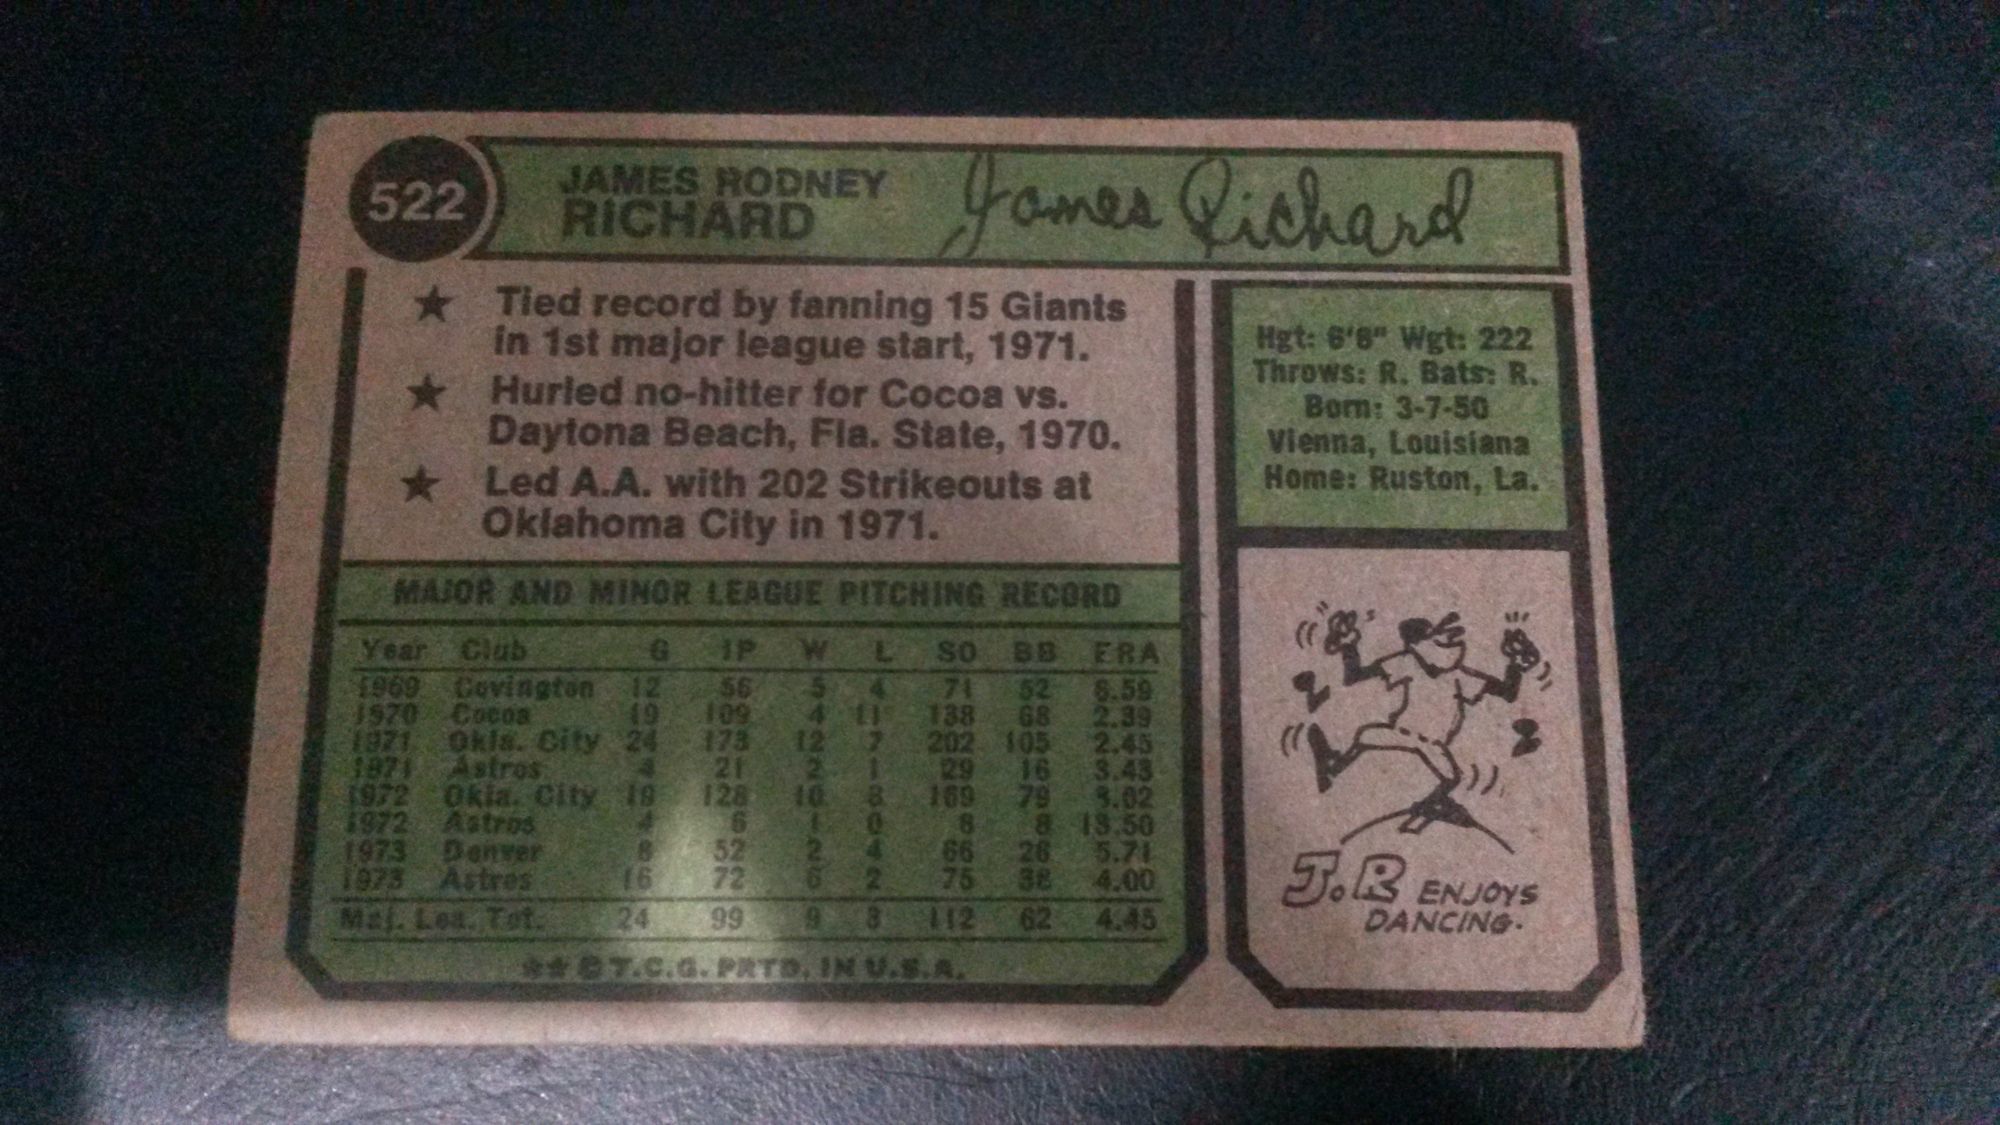 522
JAMES RODNEY
RICHARD
James Richard
★ Tied record by fanning 15 Giants
in 1st major league start, 1971.
★ Hurled no-hitter for Cocoa vs.
Daytona Beach, Fla. State, 1970.
★ Led A.A. with 202 Strikeouts at
Oklahoma City in 1971.
Hgt: 6'8" Wgt: 222
Throws: R. Bats: R.
Born: 3-7-50
Vienna, Louisiana
Home: Ruston, La.
MAJOR AND MINOR LEAGUE PITCHING RECORD
Year Club G IP W L SO BB ERA
1969 Covington 12 56 5 4 71 52 6.59
1970 Cocoa 19 109 4 11 138 68 2.39
1971 Okla. City 24 173 12 7 202 105 2.45
1971 Astros 4 21 2 1 29 16 3.43
1972 Okla. City 19 128 10 8 169 79 3.02
1972 Astros 4 6 1 0 8 8 13.50
1973 Denver 8 52 2 4 66 26 5.71
1973 Astros 16 72 6 2 75 38 4.00
Maj. Lea. Tot. 24 99 9 3 112 62 4.45
★★ © T.C.G. PRTD. IN U.S.A.
J.R ENJOYS
DANCING.